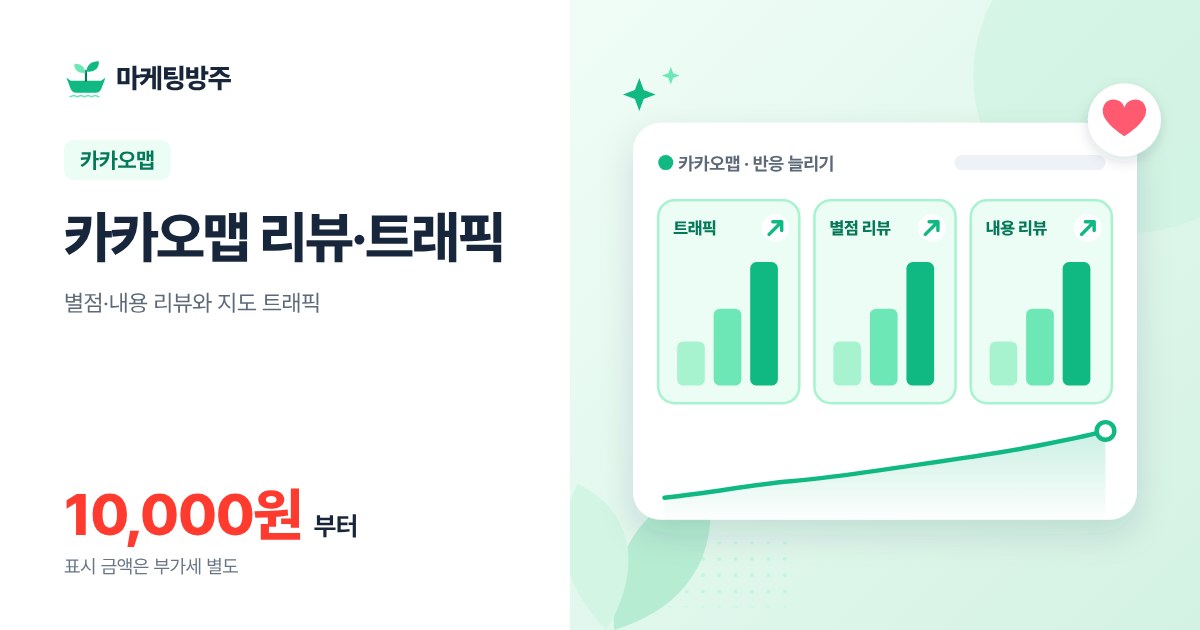 마케팅방주
카카오맵
카카오맵 리뷰·트래픽
별점·내용 리뷰와 지도 트래픽
10,000원 부터
표시 금액은 부가세 별도
카카오맵 · 반응 늘리기
트래픽
별점 리뷰
내용 리뷰